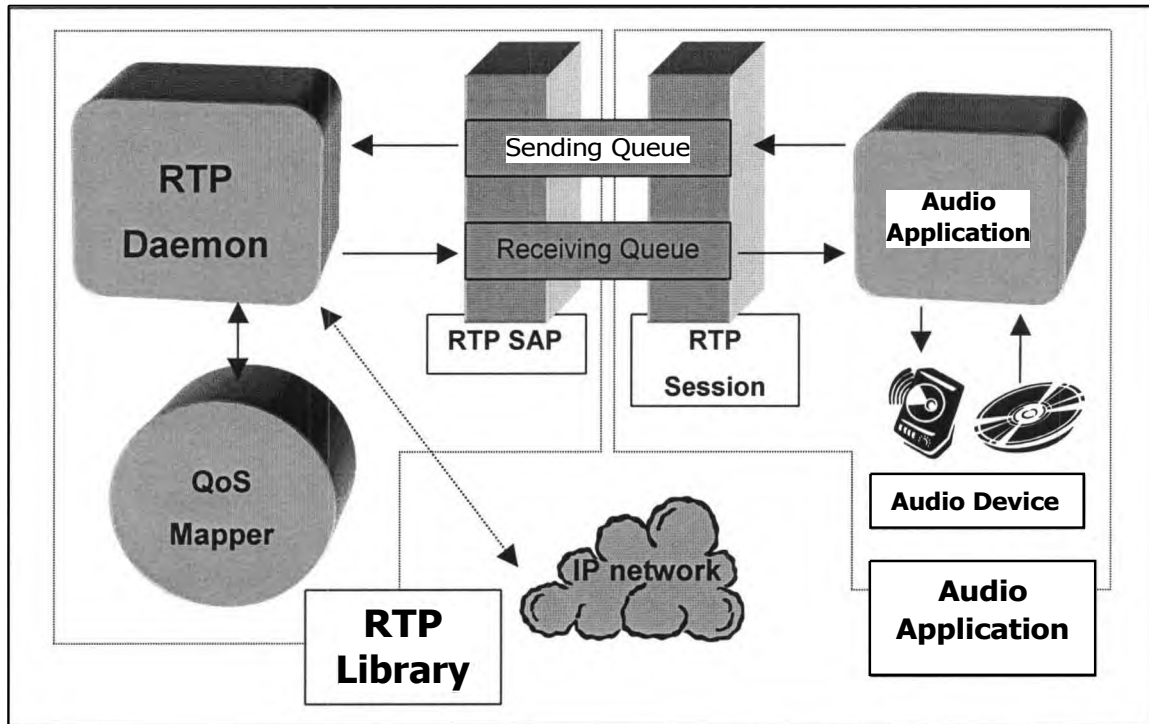 RTP
Daemon
Sending Queue
Receiving Queue
Audio
Application
RTP SAP
RTP
Session
QoS
Mapper
IP network
Audio Device
RTP
Library
Audio
Application